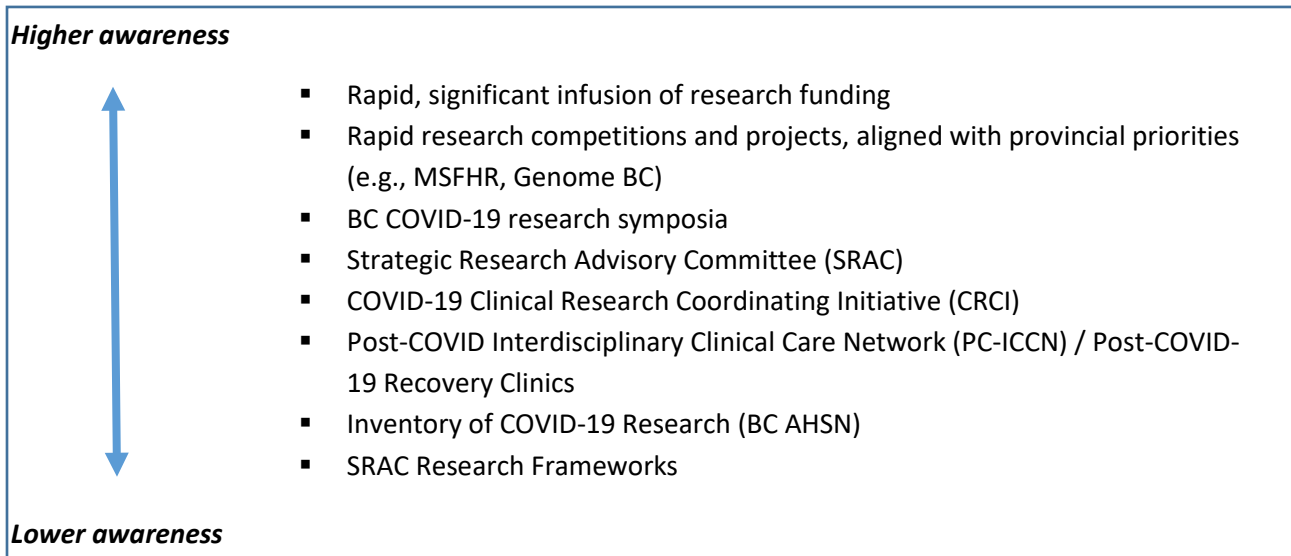 Higher awareness
▪ Rapid, significant infusion of research funding
▪ Rapid research competitions and projects, aligned with provincial priorities
(e.g., MSFHR, Genome BC)
▪ BC COVID-19 research symposia
▪ Strategic Research Advisory Committee (SRAC)
▪ COVID-19 Clinical Research Coordinating Initiative (CRCI)
▪ Post-COVID Interdisciplinary Clinical Care Network (PC-ICCN) / Post-COVID-
19 Recovery Clinics
▪ Inventory of COVID-19 Research (BC AHSN)
▪ SRAC Research Frameworks
Lower awareness